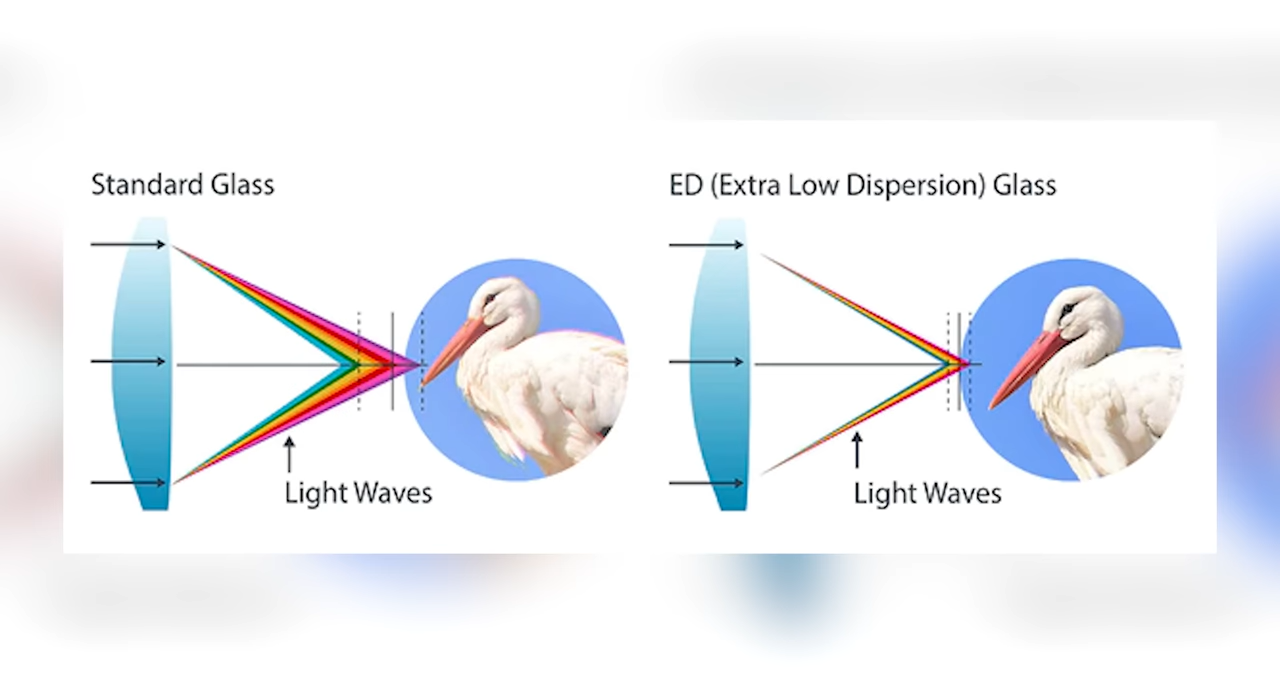 Standard Glass
ED (Extra Low Dispersion) Glass
Light Waves
Light Waves